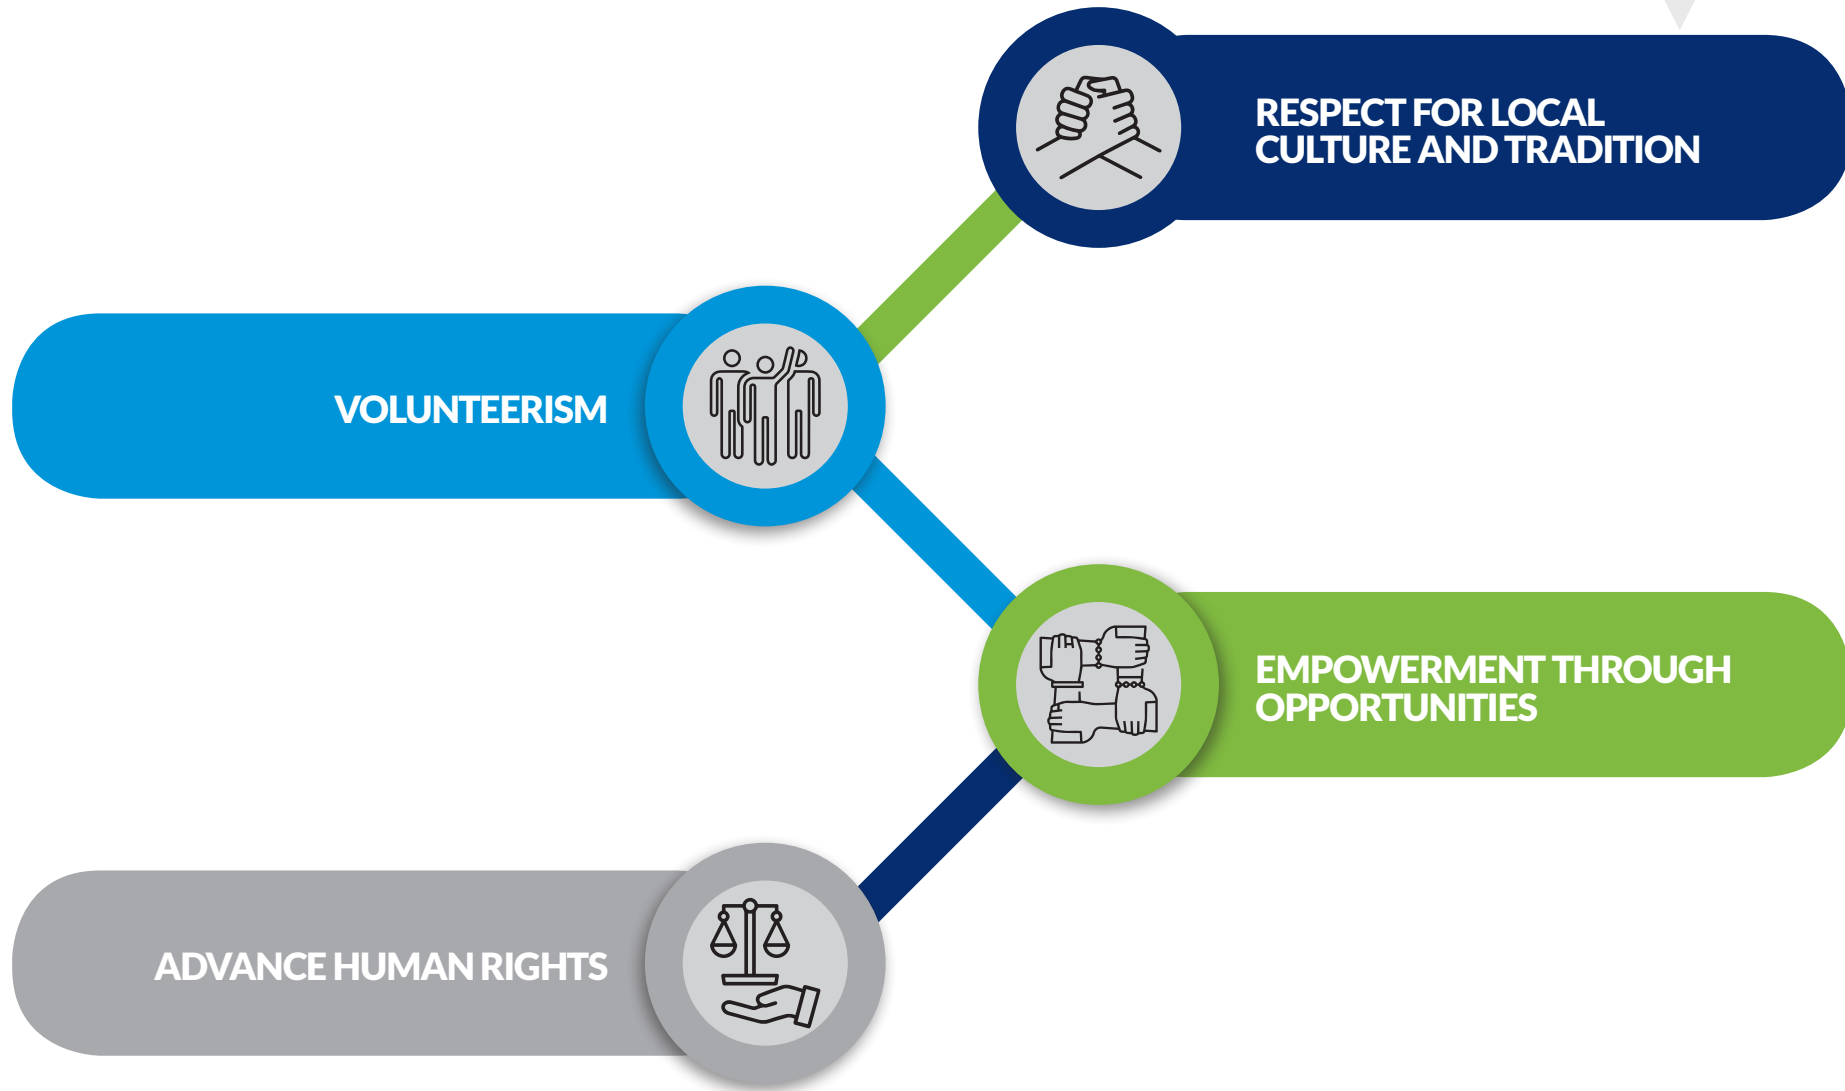 RESPECT FOR LOCAL
CULTURE AND TRADITION
VOLUNTEERISM
EMPOWERMENT THROUGH
OPPORTUNITIES
ADVANCE HUMAN RIGHTS